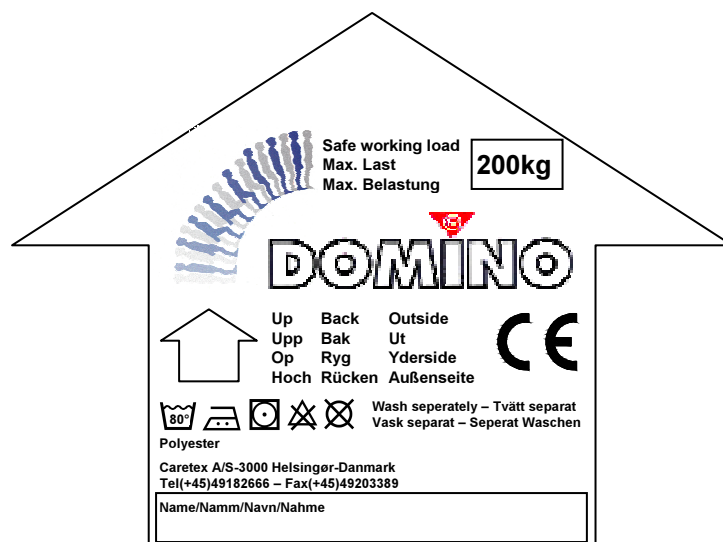 Safe working load
Max. Last
Max. Belastung
200kg
DOMINO
Up Back Outside
Upp Bak Ut
Op Ryg Yderside
Hoch Rücken Außenseite
CE
80°
Wash seperately – Tvätt separat
Vask separat – Seperat Waschen
Polyester
Caretex A/S-3000 Helsingør-Danmark
Tel(+45)49182666 – Fax(+45)49203389
Name/Namm/Navn/Nahme